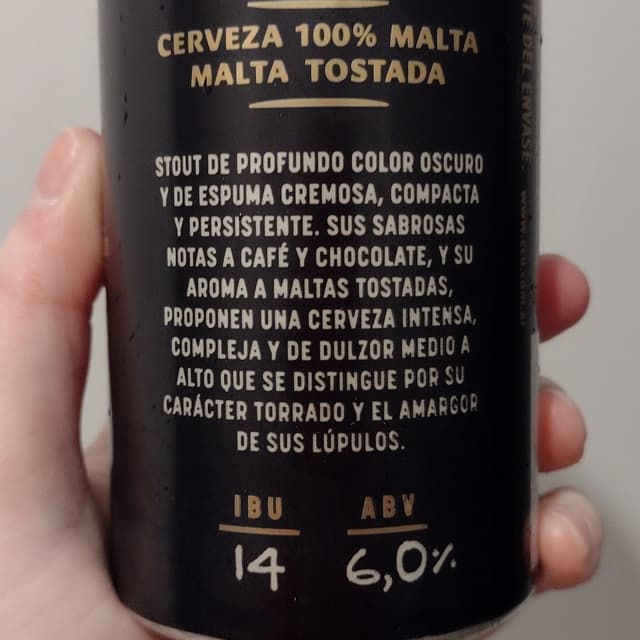 CERVEZA 100% MALTA
MALTA TOSTADA
STOUT DE PROFUNDO COLOR OSCURO
Y DE ESPUMA CREMOSA, COMPACTA
Y PERSISTENTE. SUS SABROSAS
NOTAS A CAFÉ Y CHOCOLATE, Y SU
AROMA A MALTAS TOSTADAS,
PROPONEN UNA CERVEZA INTENSA,
COMPLEJA Y DE DULZOR MEDIO A
ALTO QUE SE DISTINGUE POR SU
CARÁCTER TORRADO Y EL AMARGOR
DE SUS LÚPULOS.
IBU ABV
14 6,0%
DEL ENVASE.